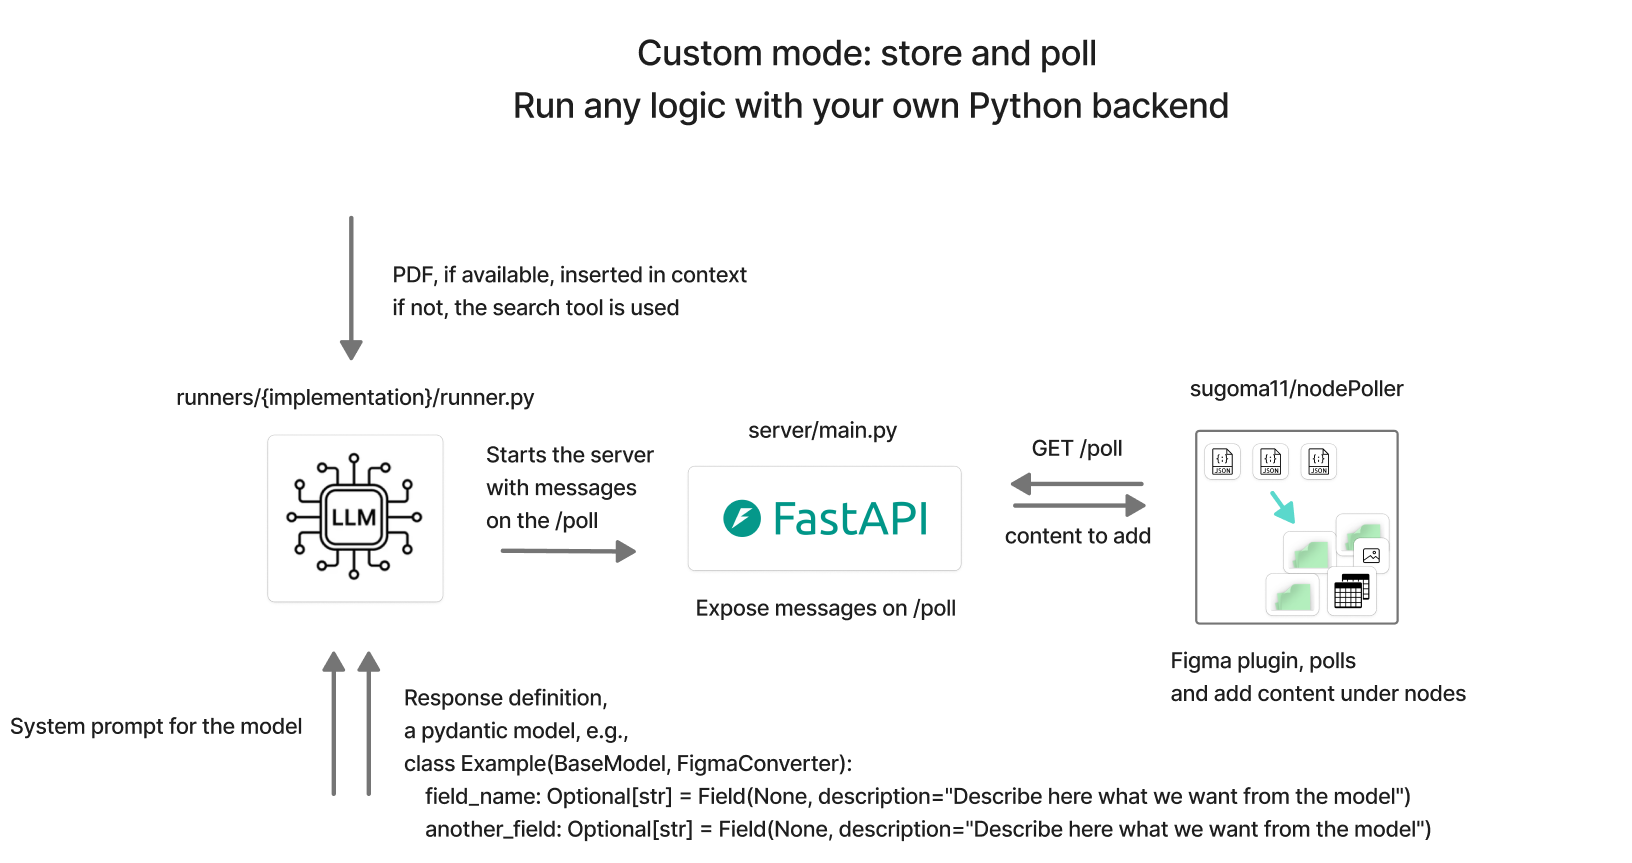 Custom mode: store and poll
Run any logic with your own Python backend
PDF, if available, inserted in context
if not, the search tool is used
runners/{implementation}/runner.py
LLM
Starts the server
with messages
on the /poll
server/main.py
FastAPI
Expose messages on /poll
GET /poll
content to add
sugoma11/nodePoller
{;}
JSON
{;}
JSON
{;}
JSON
Figma plugin, polls
and add content under nodes
System prompt for the model
Response definition,
a pydantic model, e.g.,
class Example(BaseModel, FigmaConverter):
field_name: Optional[str] = Field(None, description="Describe here what we want from the model")
another_field: Optional[str] = Field(None, description="Describe here what we want from the model")